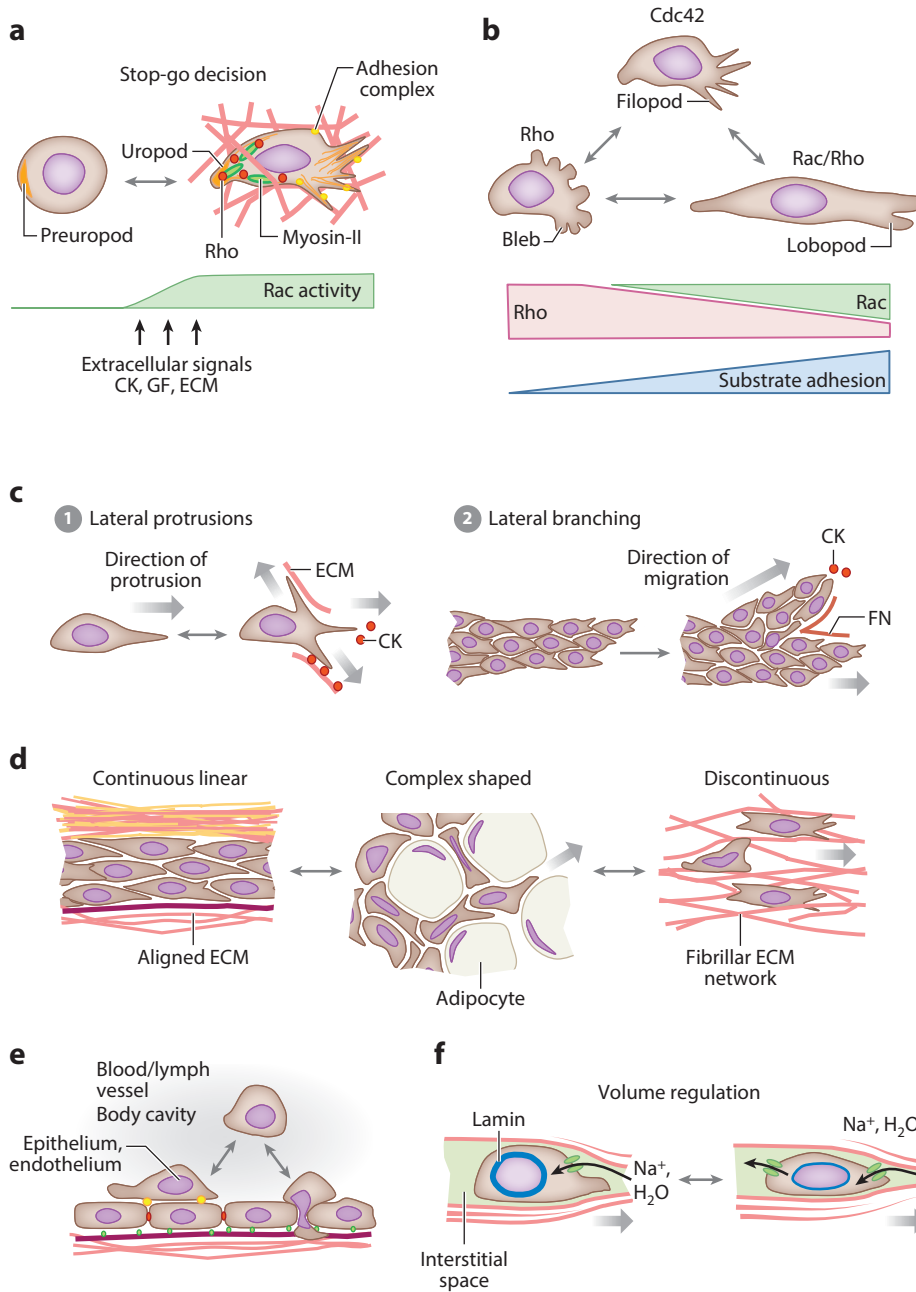 a
Stop-go decision
Adhesion
complex
Uropod
Preuropod
Rho
Myosin-II
Rac activity
Extracellular signals
CK, GF, ECM
b
Cdc42
Filopod
Rho
Rac/Rho
Bleb
Lobopod
Rac
Rho
Substrate adhesion
c
1 Lateral protrusions
Direction of
protrusion
ECM
CK
2 Lateral branching
Direction of
migration
CK
FN
d
Continuous linear
Complex shaped
Discontinuous
Aligned ECM
Adipocyte
Fibrillar ECM
network
e
Blood/lymph
vessel
Body cavity
Epithelium,
endothelium
f
Volume regulation
Lamin
Na⁺,
H₂O
Na⁺, H₂O
Interstitial
space